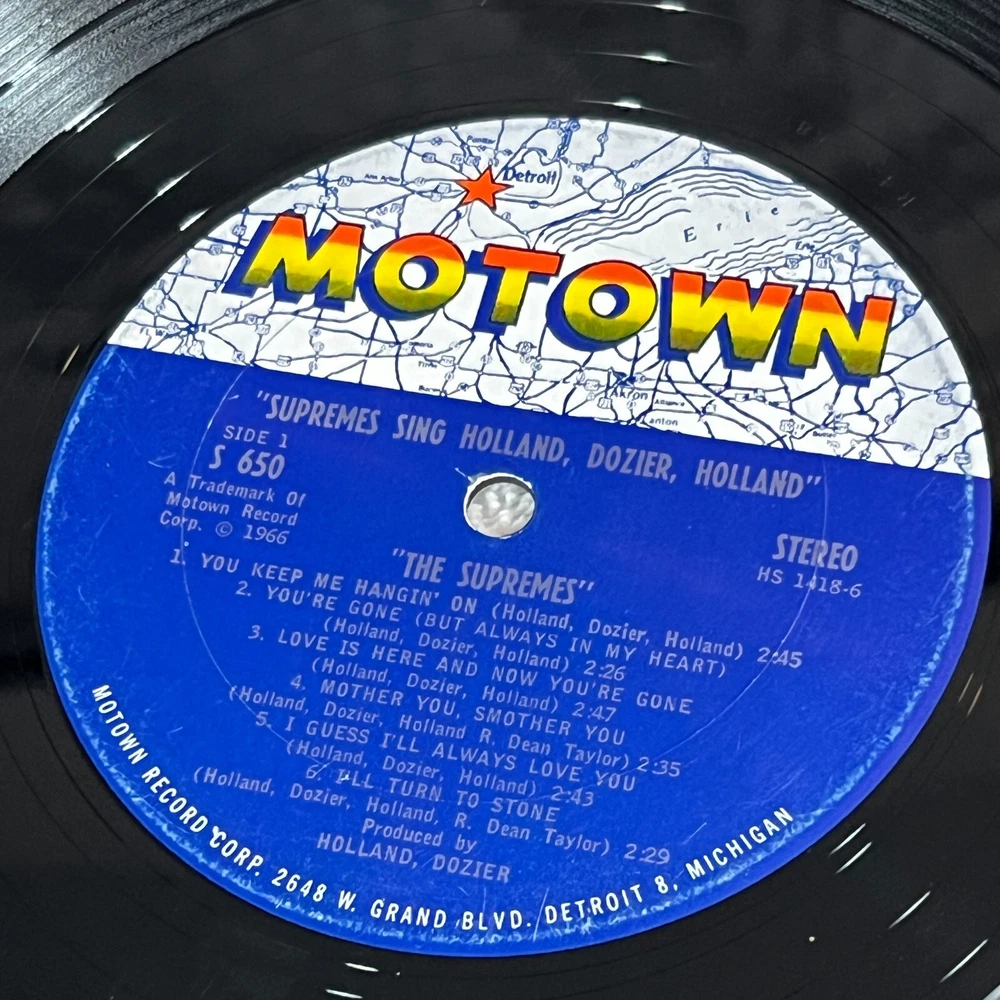 Detroit
Erie
MOTOWN
Akron
"SUPREMES SING HOLLAND, DOZIER, HOLLAND"
SIDE 1
S 650
A Trademark Of
Motown Record
Corp. © 1966
STEREO
HS 1418-6
"THE SUPREMES"
1. YOU KEEP ME HANGIN' ON (Holland, Dozier, Holland) 2:45
2. YOU'RE GONE (BUT ALWAYS IN MY HEART)
(Holland, Dozier, Holland) 2:26
3. LOVE IS HERE AND NOW YOU'RE GONE
(Holland, Dozier, Holland) 2:47
4. MOTHER YOU, SMOTHER YOU
(Holland, Dozier, Holland R. Dean Taylor) 2:35
5. I GUESS I'LL ALWAYS LOVE YOU
(Holland, Dozier, Holland) 2:43
6. I'LL TURN TO STONE
(Holland, Dozier, Holland, R. Dean Taylor) 2:29
Produced by
HOLLAND, DOZIER
MOTOWN RECORD CORP. 2648 W. GRAND BLVD. DETROIT 8, MICHIGAN